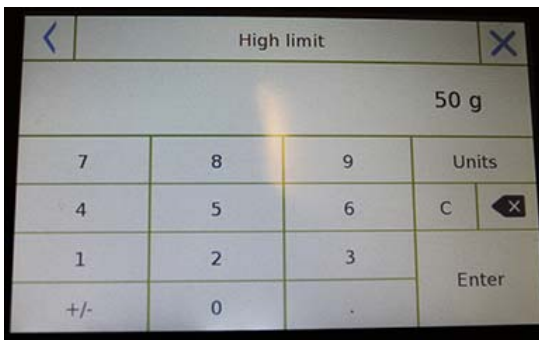 High limit
50 g
7 8 9 Units
4 5 6 C
1 2 3
Enter
+/- 0 .